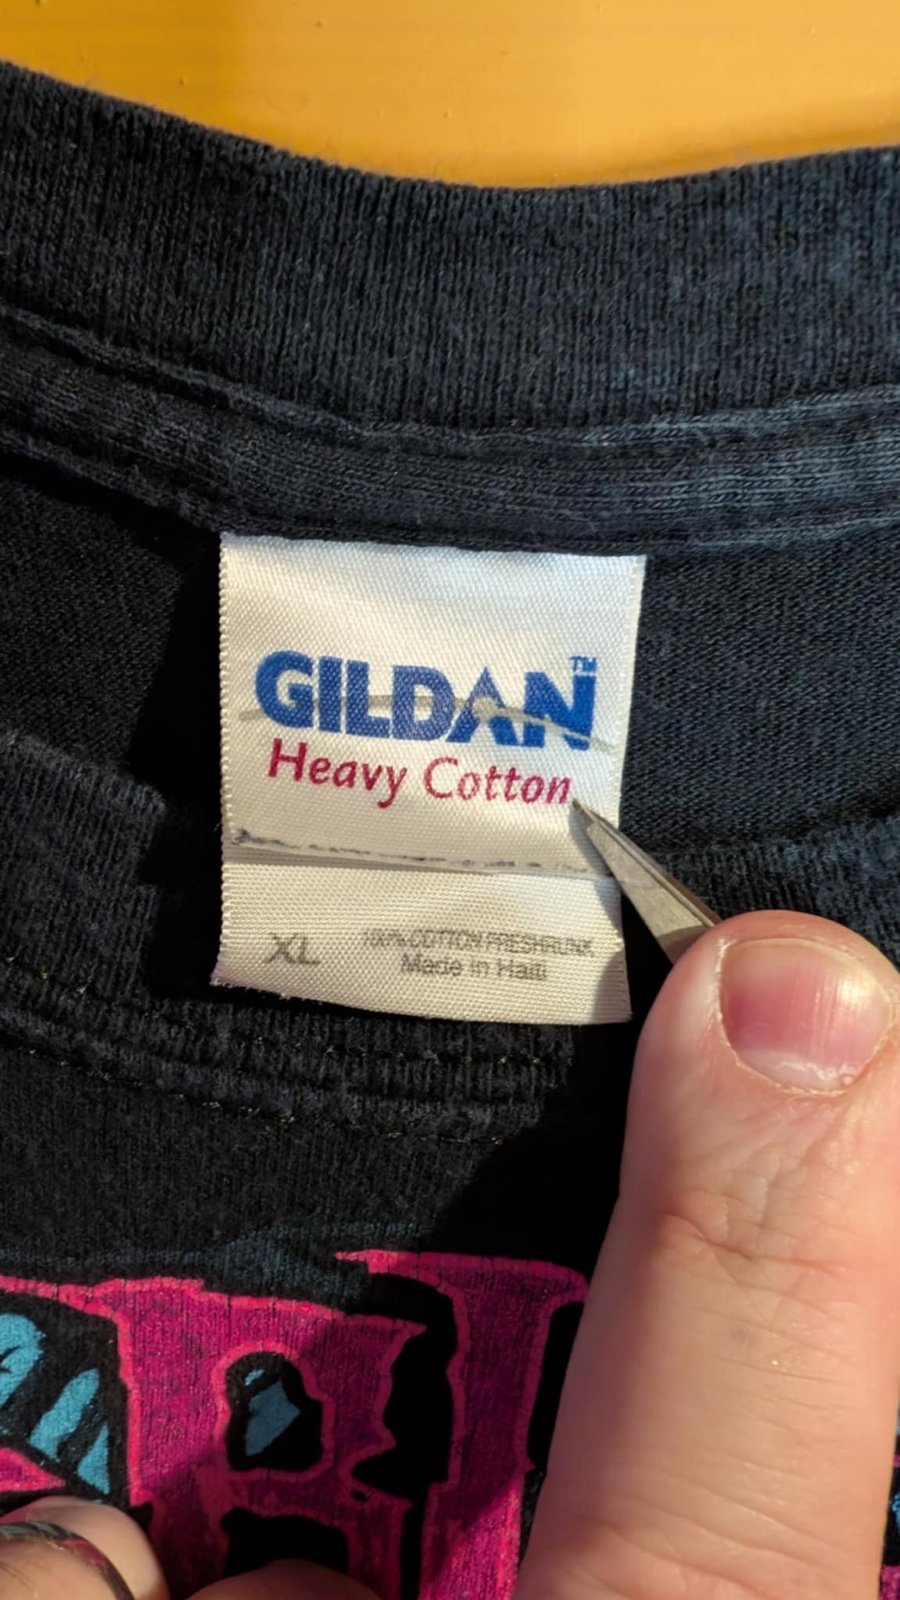 GILDAN™
Heavy Cotton
XL
100% COTTON PRESHRUNK
Made in Haiti